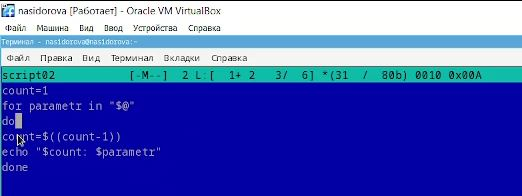 nasidorova [Работает] - Oracle VM VirtualBox
Файл Машина Вид Ввод Устройства Справка
Терминал - nasidorova@nasidorova:~
Файл Правка Вид Терминал Вкладки Справка
script02 [-M--] 2 L:[ 1+ 2 3/ 6] *(31 / 80b) 0010 0x00A
count=1
for parametr in "$@"
do
count=$((count-1))
echo "$count: $parametr"
done